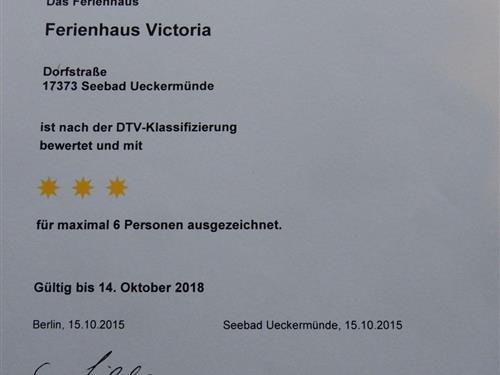 Das Ferienhaus
Ferienhaus Victoria
Dorfstraße
17373 Seebad Ueckermünde
ist nach der DTV-Klassifizierung
bewertet und mit
für maximal 6 Personen ausgezeichnet.
Gültig bis 14. Oktober 2018
Berlin, 15.10.2015 Seebad Ueckermünde, 15.10.2015